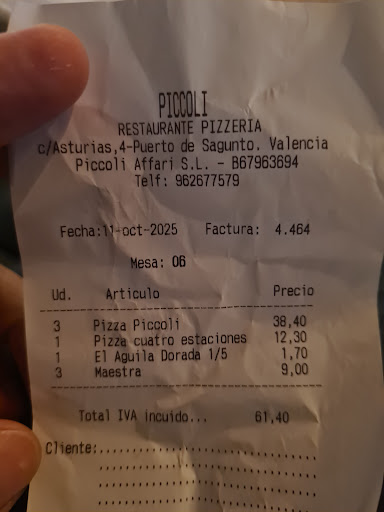 PICCOLI
RESTAURANTE PIZZERIA
c/Asturias,4-Puerto de Sagunto. Valencia
Piccoli Affari S.L. - B67963694
Telf: 962677579
Fecha:11-oct-2025 Factura: 4.464
Mesa: 06
Ud. Articulo Precio
3 Pizza Piccoli 38,40
1 Pizza cuatro estaciones 12,30
1 El Aguila Dorada 1/5 1,70
3 Maestra 9,00
Total IVA incuido... 61,40
Cliente: